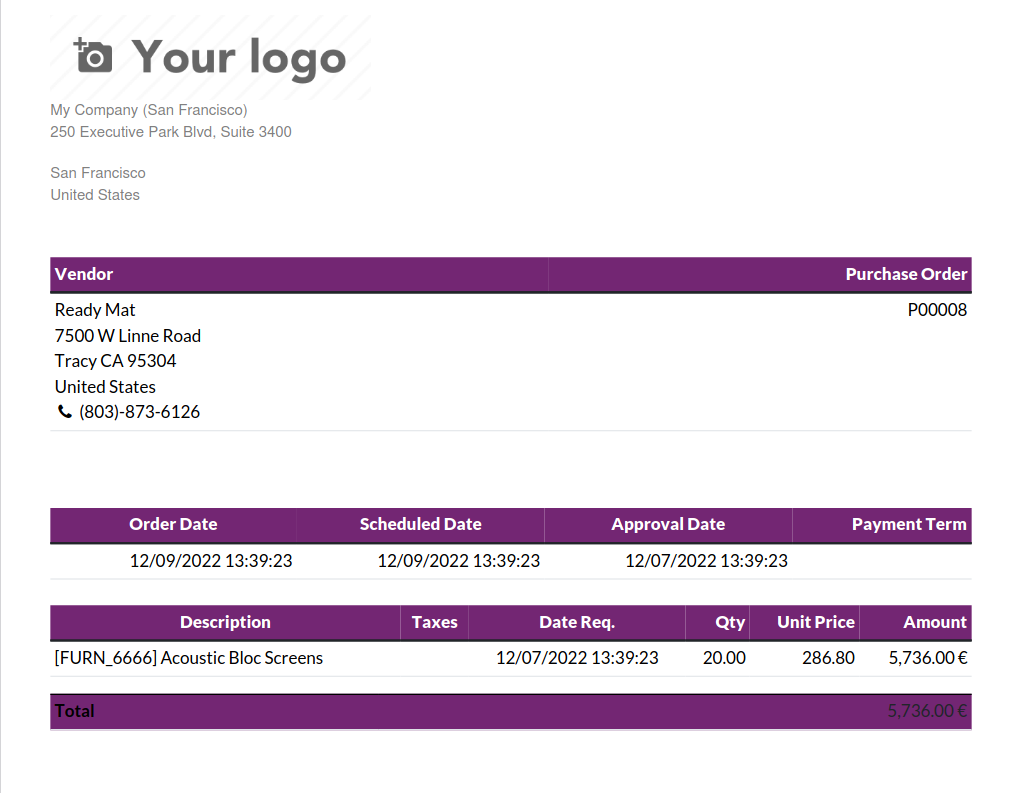 Your logo
My Company (San Francisco)
250 Executive Park Blvd, Suite 3400
San Francisco
United States
Vendor Purchase Order
Ready Mat P00008
7500 W Linne Road
Tracy CA 95304
United States
(803)-873-6126
Order Date Scheduled Date Approval Date Payment Term
12/09/2022 13:39:23 12/09/2022 13:39:23 12/07/2022 13:39:23
Description Taxes Date Req. Qty Unit Price Amount
[FURN_6666] Acoustic Bloc Screens 12/07/2022 13:39:23 20.00 286.80 5,736.00 €
Total 5,736.00 €